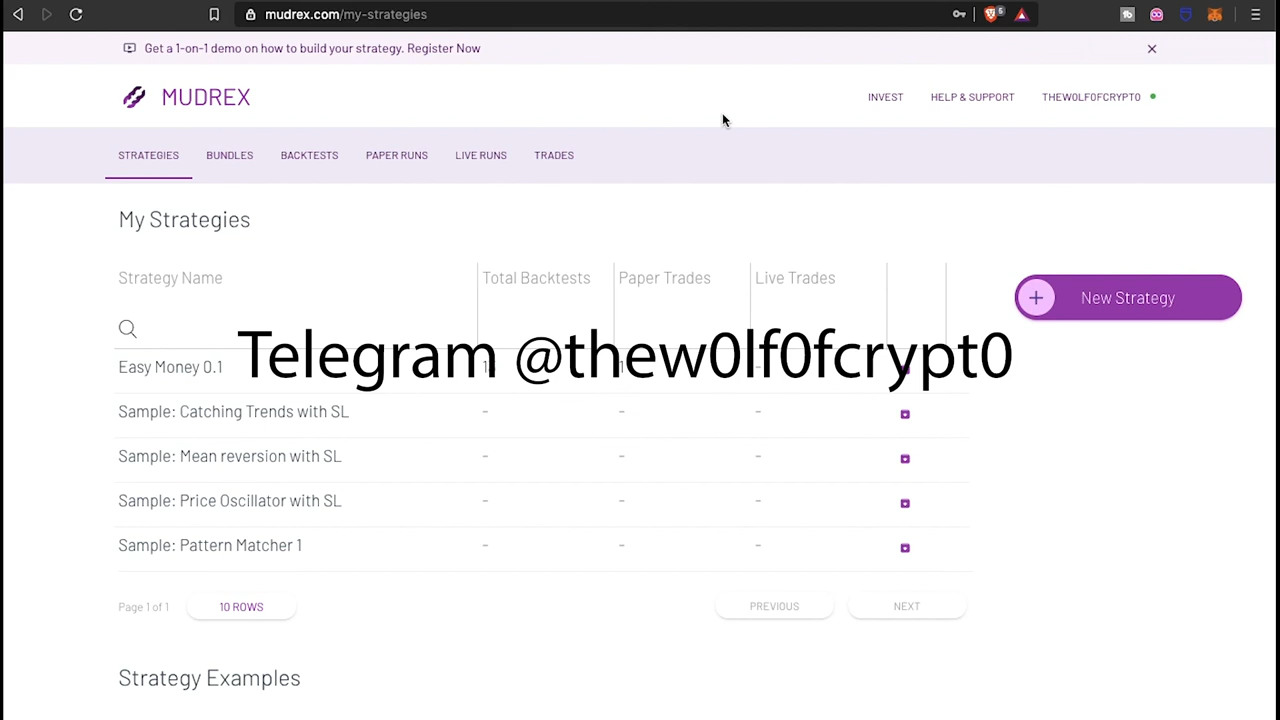 mudrex.com/my-strategies
5
Get a 1-on-1 demo on how to build your strategy. Register Now
MUDREX
INVEST
HELP & SUPPORT
THEW0LF0FCRYPT0
STRATEGIES
BUNDLES
BACKTESTS
PAPER RUNS
LIVE RUNS
TRADES
My Strategies
Strategy Name
Total Backtests
Paper Trades
Live Trades
New Strategy
Telegram @thew0lf0fcrypt0
Easy Money 0.1
Sample: Catching Trends with SL - - -
Sample: Mean reversion with SL - - -
Sample: Price Oscillator with SL - - -
Sample: Pattern Matcher 1 - - -
Page 1 of 1
10 ROWS
PREVIOUS
NEXT
Strategy Examples